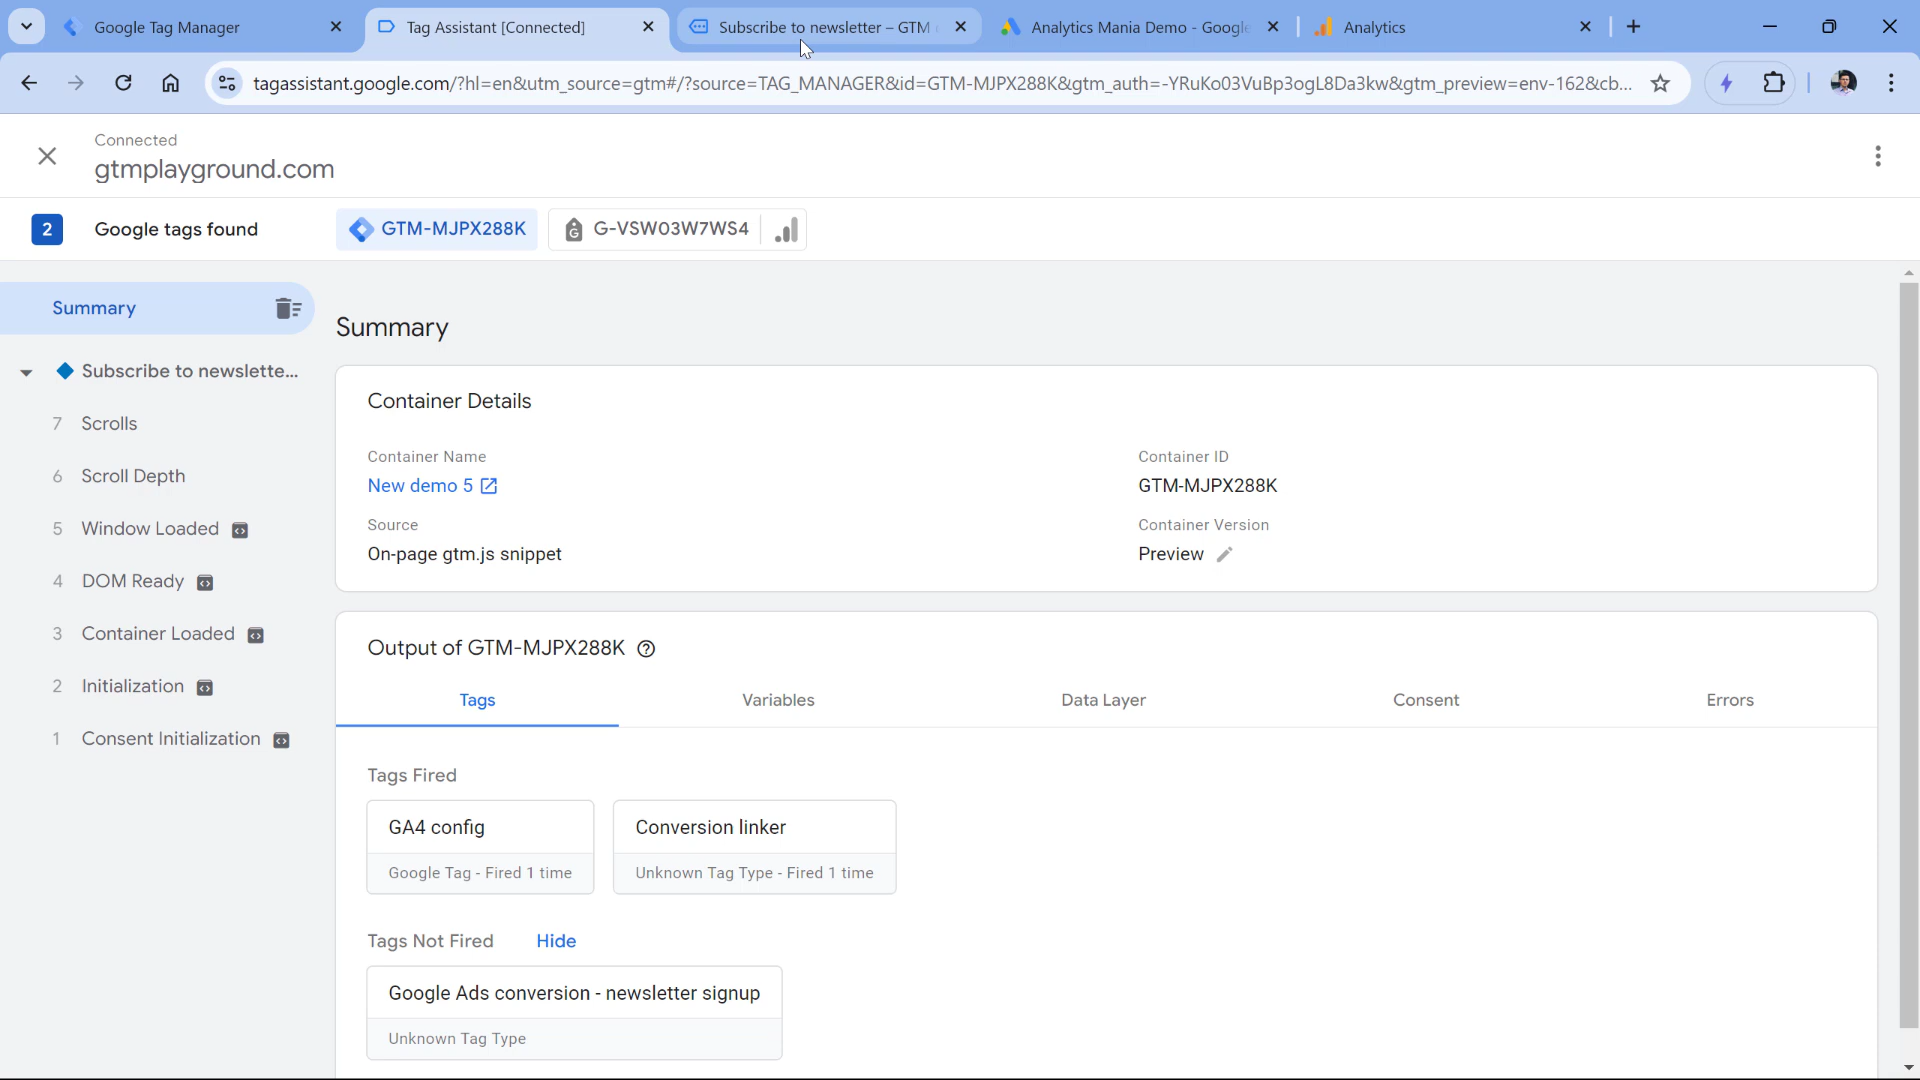 Google Tag Manager
Tag Assistant [Connected]
Subscribe to newsletter – GTM
Analytics Mania Demo - Google
Analytics
tagassistant.google.com/?hl=en&utm_source=gtm#/?source=TAG_MANAGER&id=GTM-MJPX288K&gtm_auth=-YRuKo03VuBp3ogL8Da3kw&gtm_preview=env-162&cb...
Connected
gtmplayground.com
2 Google tags found GTM-MJPX288K G-VSW03W7WS4
Summary
Subscribe to newslette...
7 Scrolls
6 Scroll Depth
5 Window Loaded
4 DOM Ready
3 Container Loaded
2 Initialization
1 Consent Initialization
Summary
Container Details
Container Name
New demo 5
Container ID
GTM-MJPX288K
Source
On-page gtm.js snippet
Container Version
Preview
Output of GTM-MJPX288K
Tags Variables Data Layer Consent Errors
Tags Fired
GA4 config
Google Tag - Fired 1 time
Conversion linker
Unknown Tag Type - Fired 1 time
Tags Not Fired Hide
Google Ads conversion - newsletter signup
Unknown Tag Type